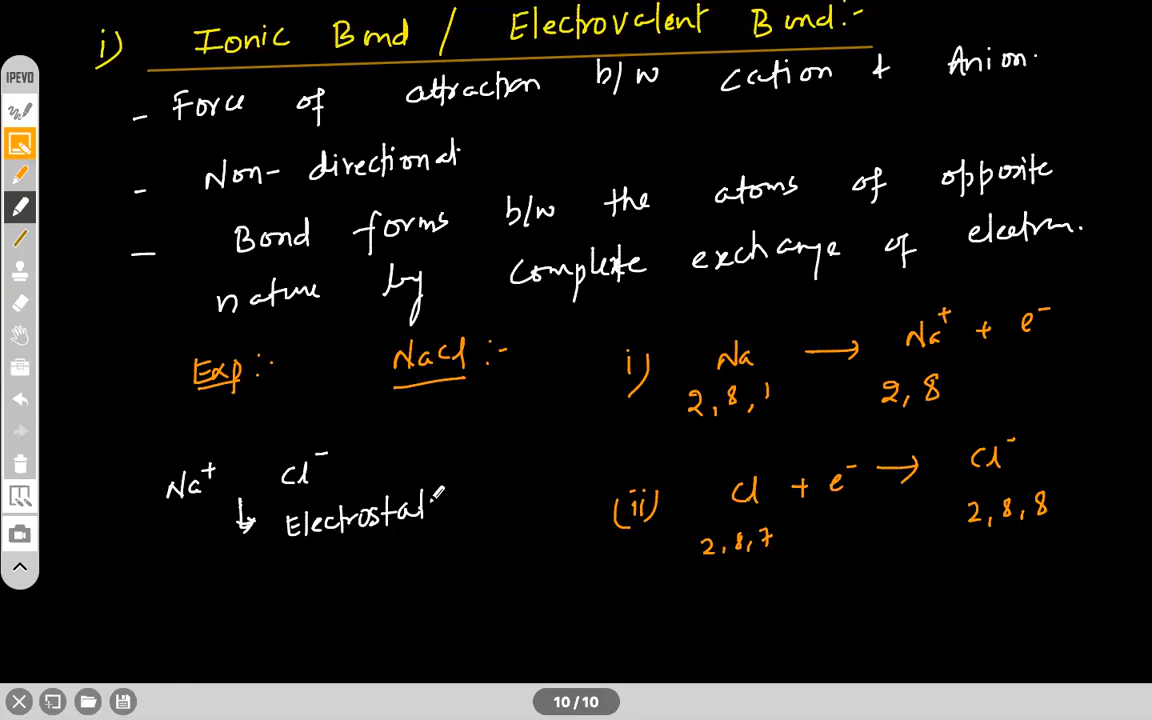 IPEVO
i) Ionic Bond / Electrovalent Bond:-
- Force of attraction b/w cation + Anion.
- Non-directional
- Bond forms b/w the atoms of opposite
nature by complete exchange of electron.
Exp:- NaCl :-
i) Na → Na⁺ + e⁻
2, 8, 1 2, 8
Na⁺ Cl⁻
↳ Electrostat
(ii) Cl + e⁻ → Cl⁻
2, 8, 7 2, 8, 8
10 / 10